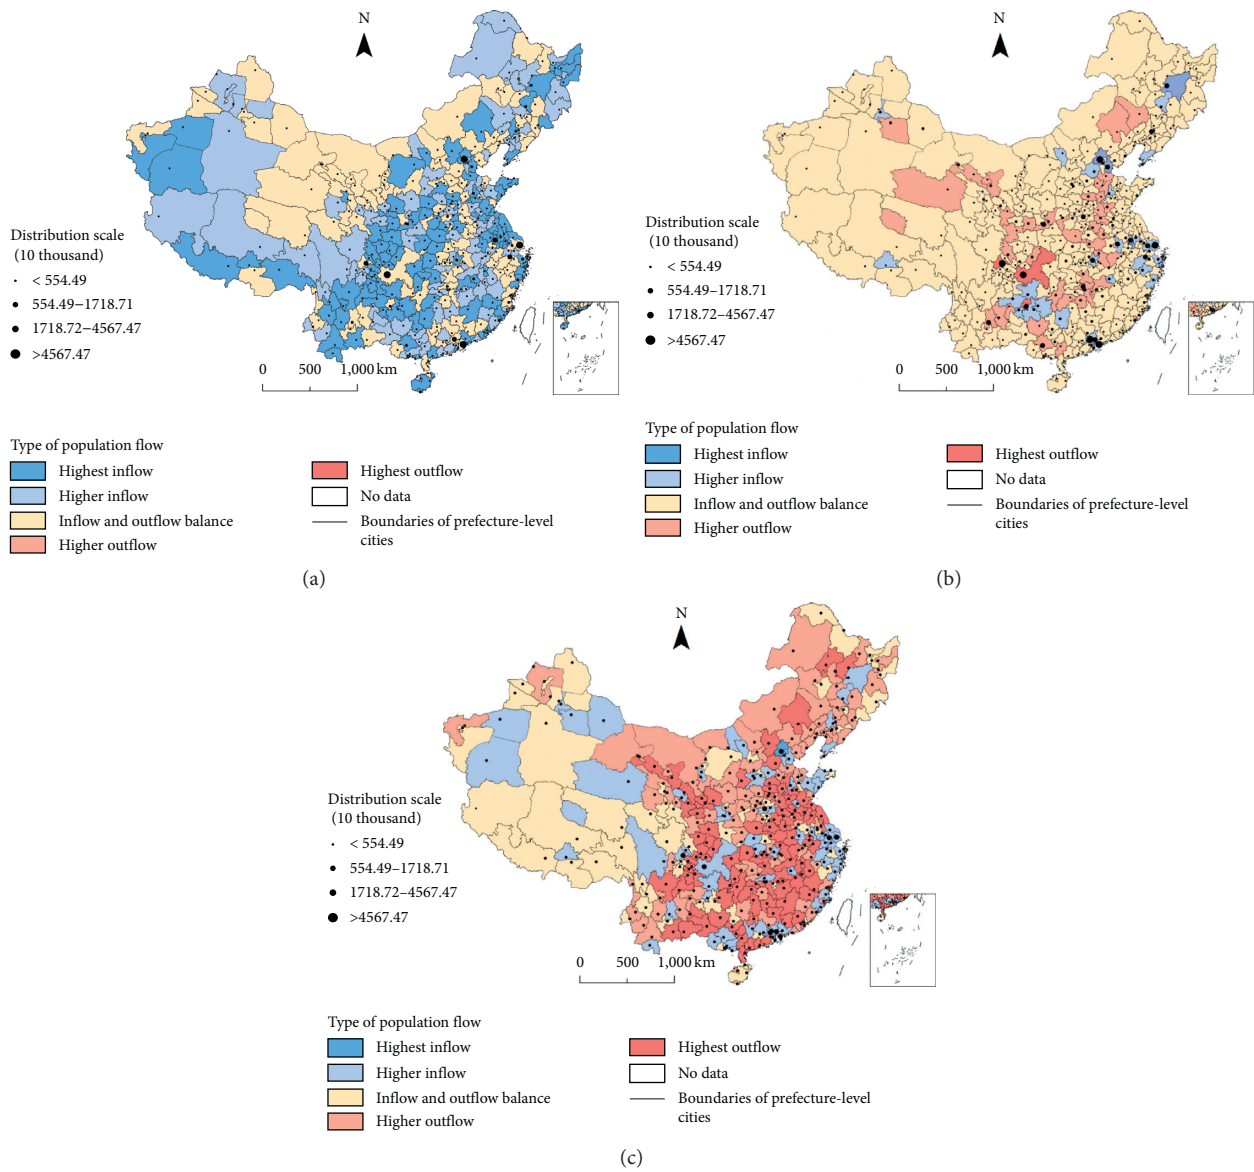 N
Distribution scale
(10 thousand)
< 554.49
554.49–1718.71
1718.72–4567.47
>4567.47
0 500 1,000 km
Type of population flow
Highest inflow
Higher inflow
Inflow and outflow balance
Higher outflow
Highest outflow
No data
Boundaries of prefecture-level
cities
(a)
N
Distribution scale
(10 thousand)
< 554.49
554.49–1718.71
1718.72–4567.47
>4567.47
0 500 1,000 km
Type of population flow
Highest inflow
Higher inflow
Inflow and outflow balance
Higher outflow
Highest outflow
No data
Boundaries of prefecture-level
cities
(b)
N
Distribution scale
(10 thousand)
< 554.49
554.49–1718.71
1718.72–4567.47
>4567.47
0 500 1,000 km
Type of population flow
Highest inflow
Higher inflow
Inflow and outflow balance
Higher outflow
Highest outflow
No data
Boundaries of prefecture-level
cities
(c)